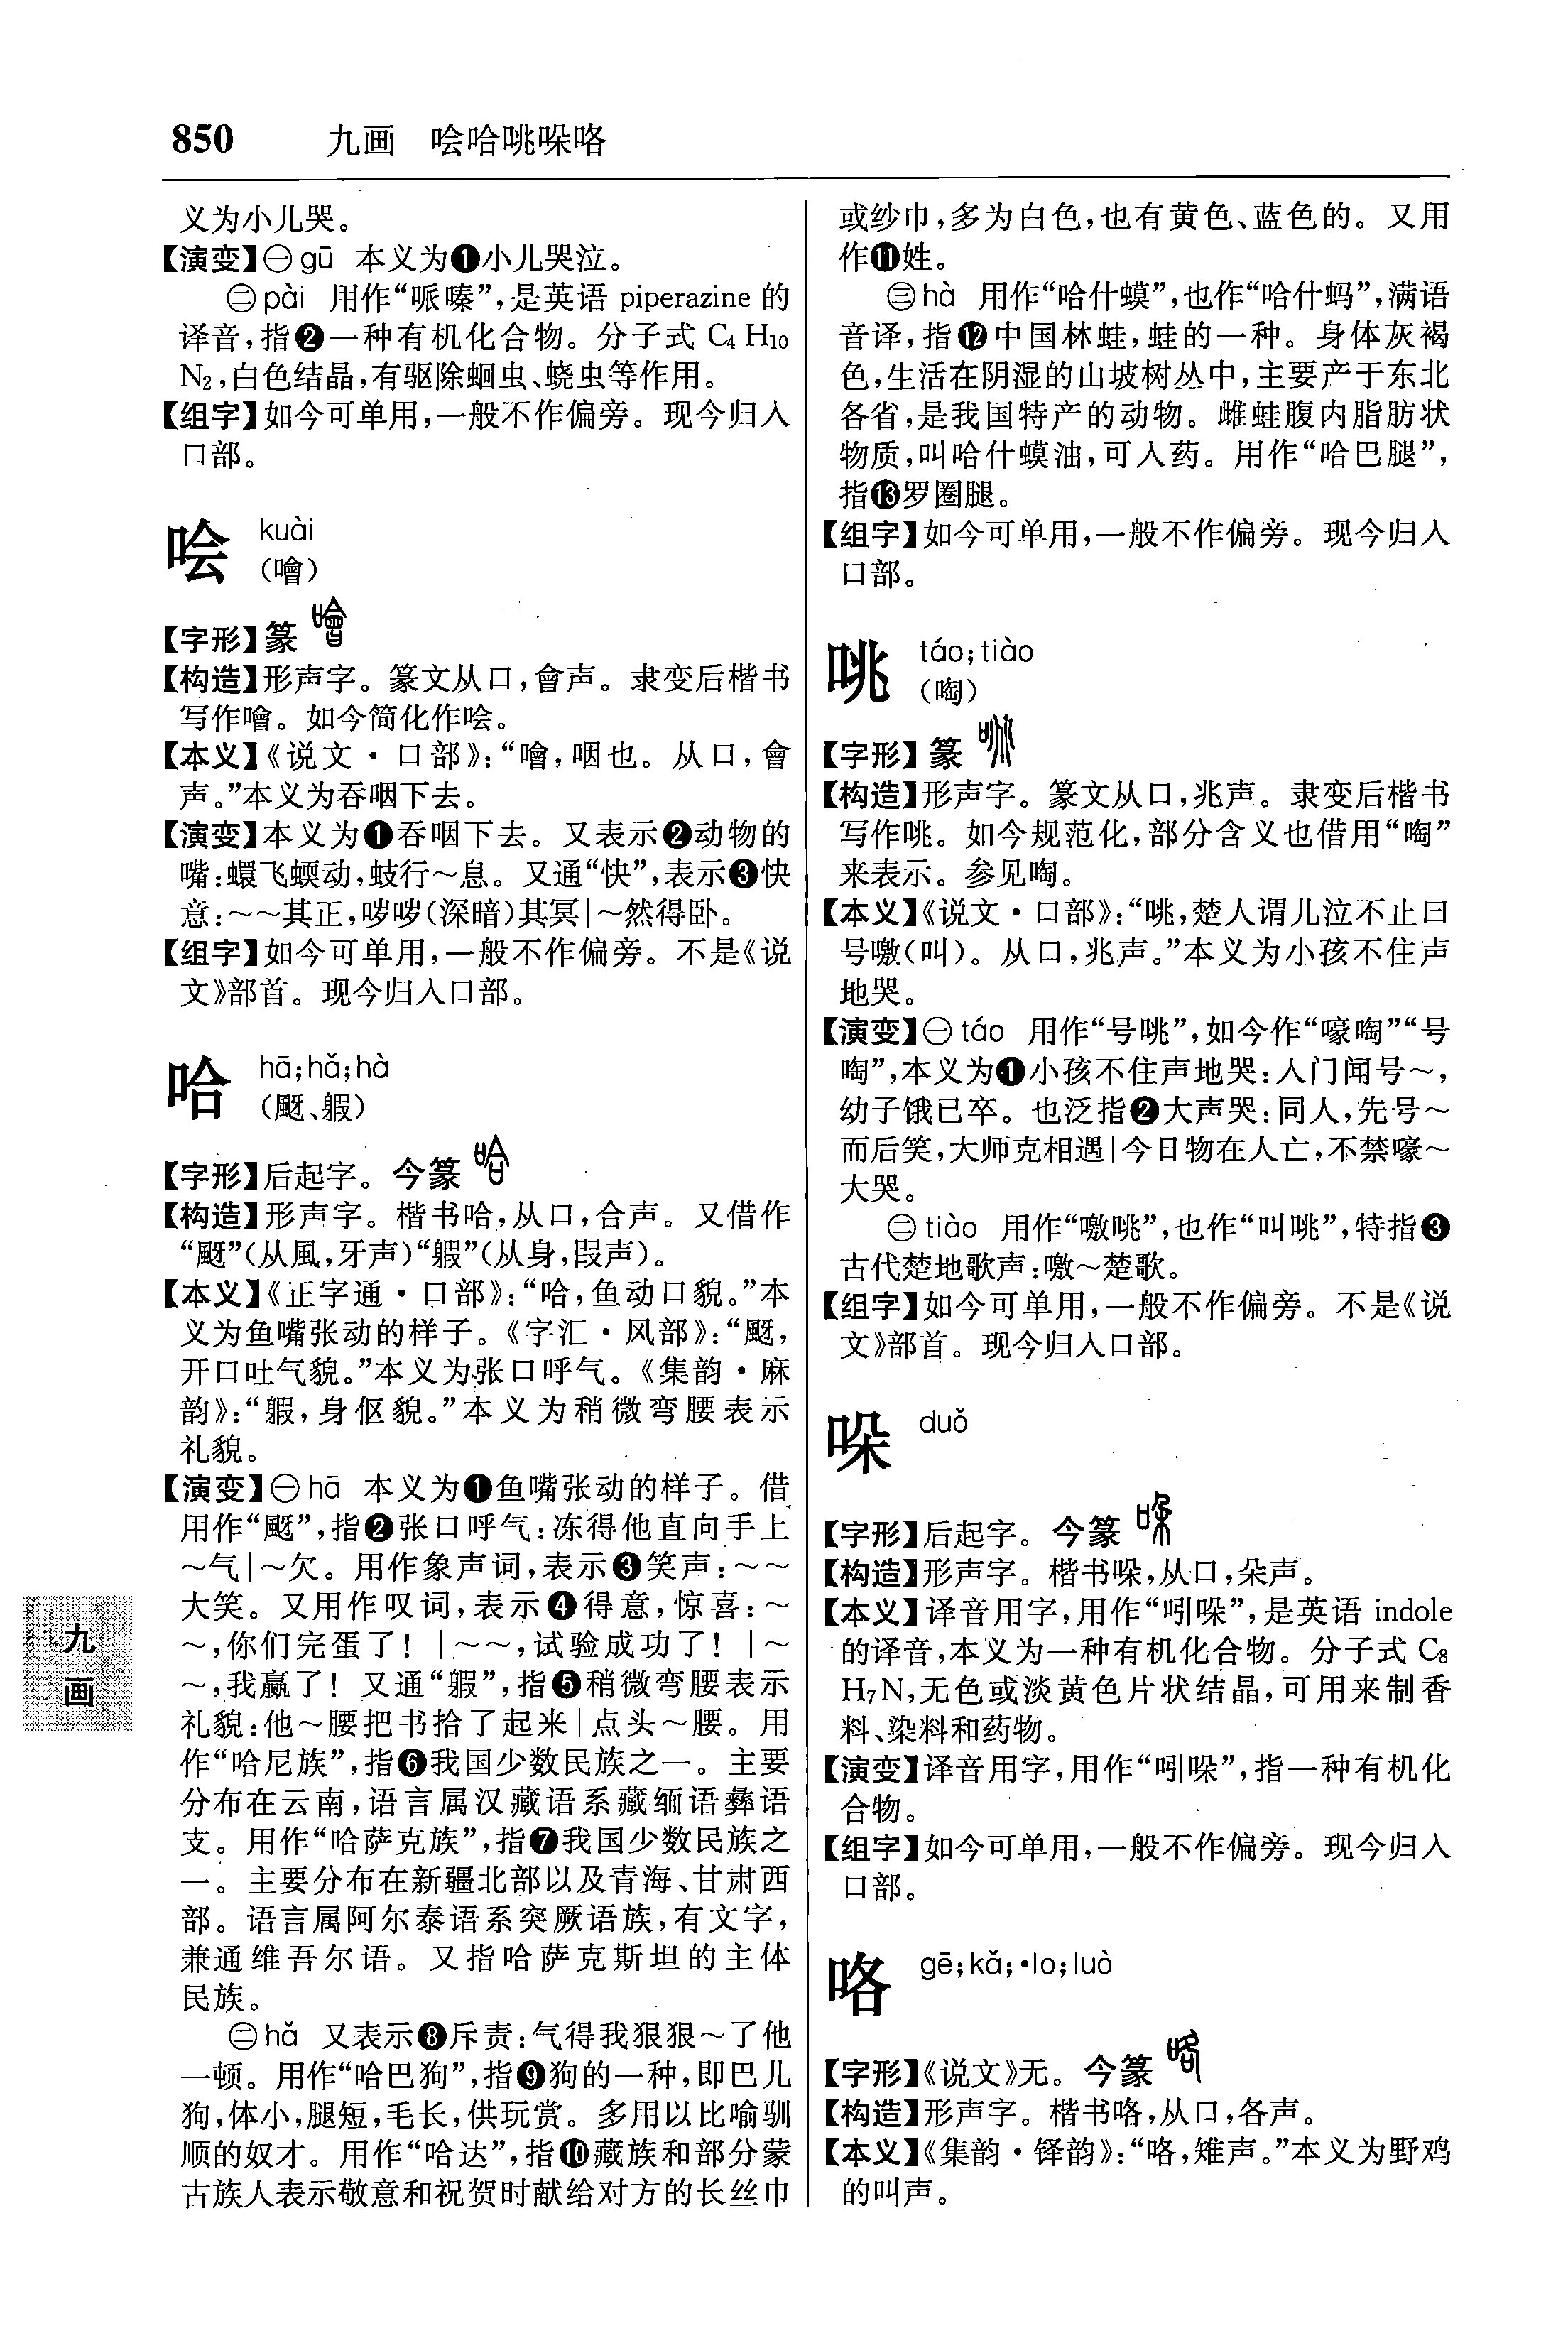 850 九画 哙哈咷哚咯
义为小儿哭。
【演变】㊀gū 本义为❶小儿哭泣。
㊁pài 用作“哌嗪”,是英语 piperazine 的
译音,指❷一种有机化合物。分子式 C₄H₁₀
N₂,白色结晶,有驱除蛔虫、蛲虫等作用。
【组字】如今可单用,一般不作偏旁。现今归入
口部。
哙 kuài
(噲)
【字形】篆
【构造】形声字。篆文从口,會声。隶变后楷书
写作噲。如今简化作哙。
【本义】《说文·口部》:“噲,咽也。从口,會
声。”本义为吞咽下去。
【演变】本义为❶吞咽下去。又表示❷动物的
嘴:蠉飞蝡动,蚑行～息。又通“快”,表示❸快
意:～～其正,哕哕(深暗)其冥|～然得卧。
【组字】如今可单用,一般不作偏旁。不是《说
文》部首。现今归入口部。
哈 hā;hǎ;hà
(颬、躽)
【字形】后起字。今篆
【构造】形声字。楷书哈,从口,合声。又借作
“颬”(从風,牙声)“躽”(从身,叚声)。
【本义】《正字通·口部》:“哈,鱼动口貌。”本
义为鱼嘴张动的样子。《字汇·风部》:“颬,
开口吐气貌。”本义为张口呼气。《集韵·麻
韵》:“躽,身伛貌。”本义为稍微弯腰表示
礼貌。
【演变】㊀hā 本义为❶鱼嘴张动的样子。借
用作“颬”,指❷张口呼气:冻得他直向手上
～气|～欠。用作象声词,表示❸笑声:～～
大笑。又用作叹词,表示❹得意,惊喜:～
～,你们完蛋了!|～～,试验成功了!|～
～,我赢了!又通“躽”,指❺稍微弯腰表示
礼貌:他～腰把书拾了起来|点头～腰。用
作“哈尼族”,指❻我国少数民族之一。主要
分布在云南,语言属汉藏语系藏缅语彝语
支。用作“哈萨克族”,指❼我国少数民族之
一。主要分布在新疆北部以及青海、甘肃西
部。语言属阿尔泰语系突厥语族,有文字,
兼通维吾尔语。又指哈萨克斯坦的主体
民族。
㊁hǎ 又表示❽斥责:气得我狠狠～了他
一顿。用作“哈巴狗”,指❾狗的一种,即巴儿
狗,体小,腿短,毛长,供玩赏。多用以比喻驯
顺的奴才。用作“哈达”,指❿藏族和部分蒙
古族人表示敬意和祝贺时献给对方的长丝巾
或纱巾,多为白色,也有黄色、蓝色的。又用
作⓫姓。
㊂hà 用作“哈什蟆”,也作“哈什蚂”,满语
音译,指⓬中国林蛙,蛙的一种。身体灰褐
色,生活在阴湿的山坡树丛中,主要产于东北
各省,是我国特产的动物。雌蛙腹内脂肪状
物质,叫哈什蟆油,可入药。用作“哈巴腿”,
指⓭罗圈腿。
【组字】如今可单用,一般不作偏旁。现今归入
口部。
咷 táo;tiào
(啕)
【字形】篆
【构造】形声字。篆文从口,兆声。隶变后楷书
写作咷。如今规范化,部分含义也借用“啕”
来表示。参见啕。
【本义】《说文·口部》:“咷,楚人谓儿泣不止曰
号噭(叫)。从口,兆声。”本义为小孩不住声
地哭。
【演变】㊀táo 用作“号咷”,如今作“嚎啕”“号
啕”,本义为❶小孩不住声地哭:入门闻号～,
幼子饿已卒。也泛指❷大声哭:同人,先号～
而后笑,大师克相遇|今日物在人亡,不禁嚎～
大哭。
㊁tiào 用作“噭咷”,也作“叫咷”,特指❸
古代楚地歌声:噭～楚歌。
【组字】如今可单用,一般不作偏旁。不是《说
文》部首。现今归入口部。
哚 duǒ
【字形】后起字。今篆
【构造】形声字。楷书哚,从口,朵声。
【本义】译音用字,用作“吲哚”,是英语 indole
的译音,本义为一种有机化合物。分子式 C₈
H₇N,无色或淡黄色片状结晶,可用来制香
料、染料和药物。
【演变】译音用字,用作“吲哚”,指一种有机化
合物。
【组字】如今可单用,一般不作偏旁。现今归入
口部。
咯 gē;kǎ;·lo;luò
【字形】《说文》无。今篆
【构造】形声字。楷书咯,从口,各声。
【本义】《集韵·铎韵》:“咯,雉声。”本义为野鸡
的叫声。
九
画